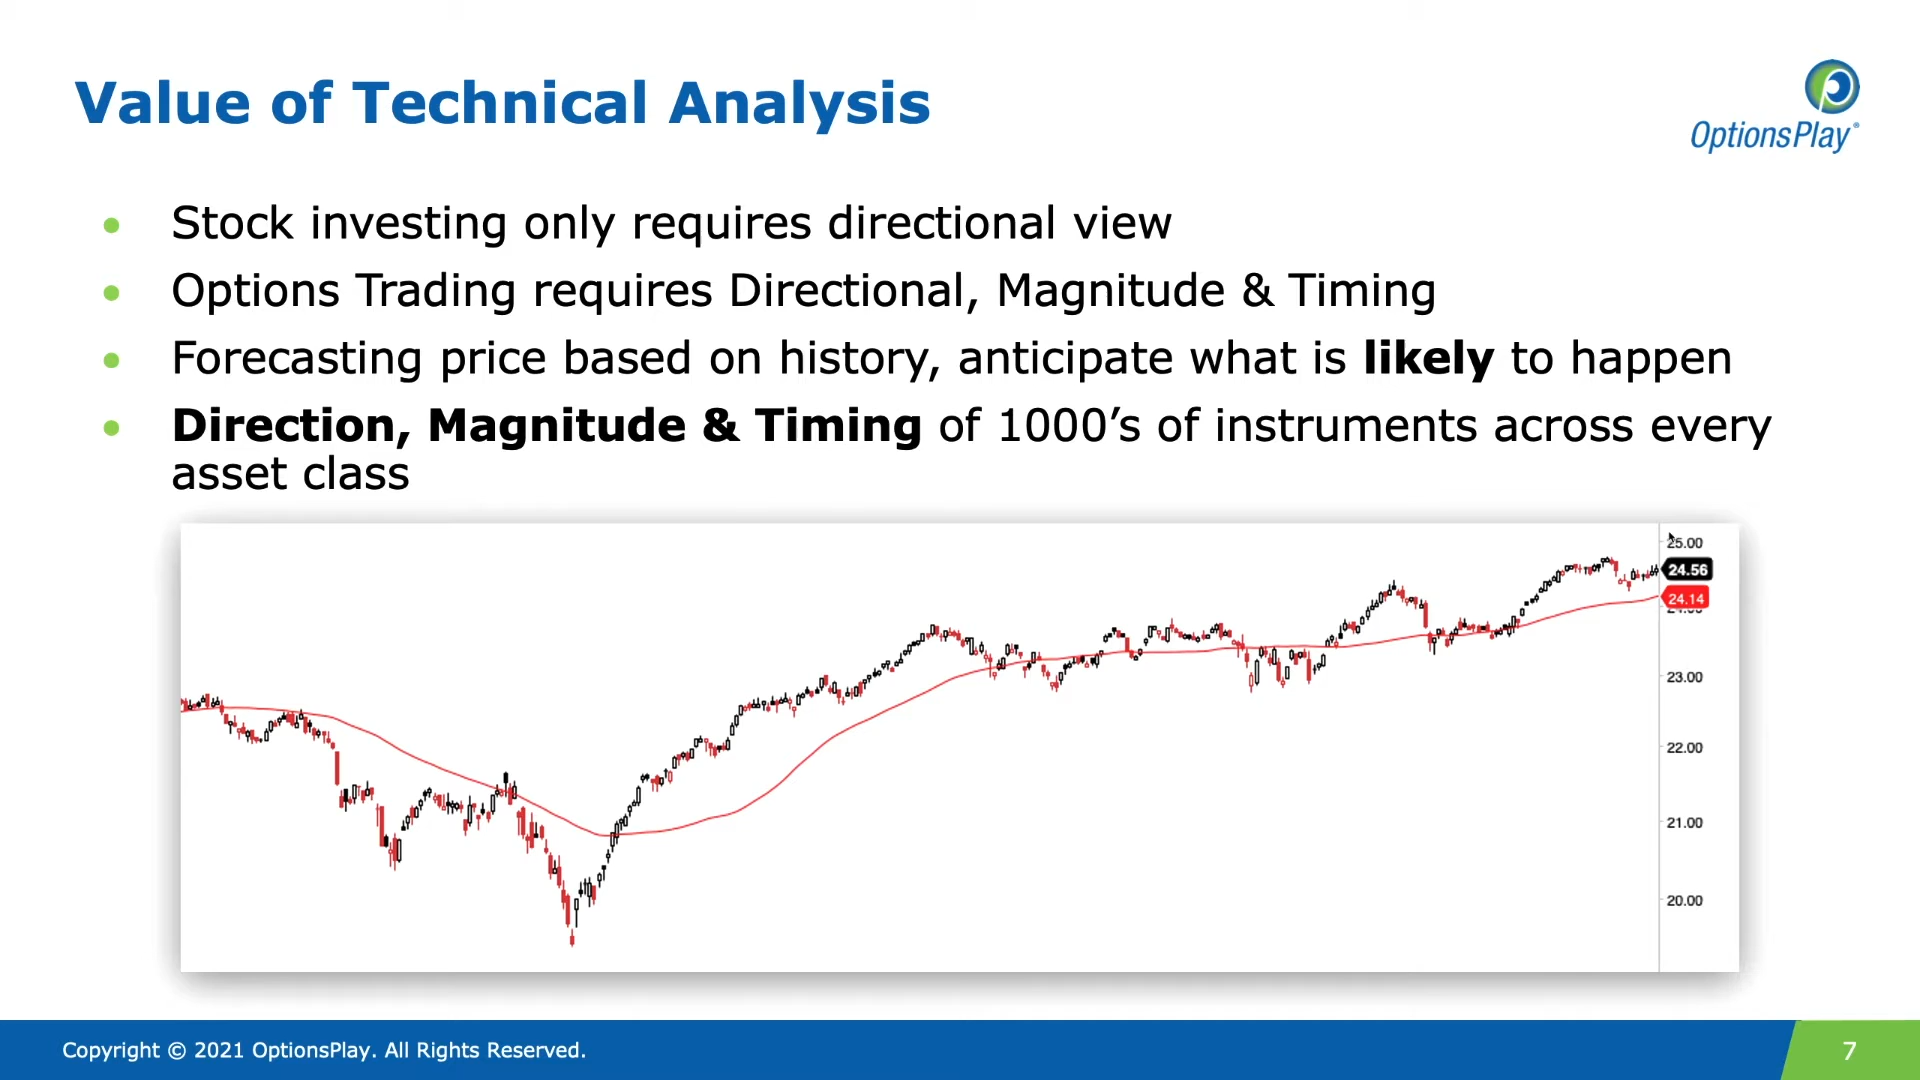 Value of Technical Analysis
OptionsPlay®
Stock investing only requires directional view
Options Trading requires Directional, Magnitude & Timing
Forecasting price based on history, anticipate what is likely to happen
Direction, Magnitude & Timing of 1000’s of instruments across every
asset class
25.00
24.56
24.14
23.00
22.00
21.00
20.00
Copyright © 2021 OptionsPlay. All Rights Reserved.
7